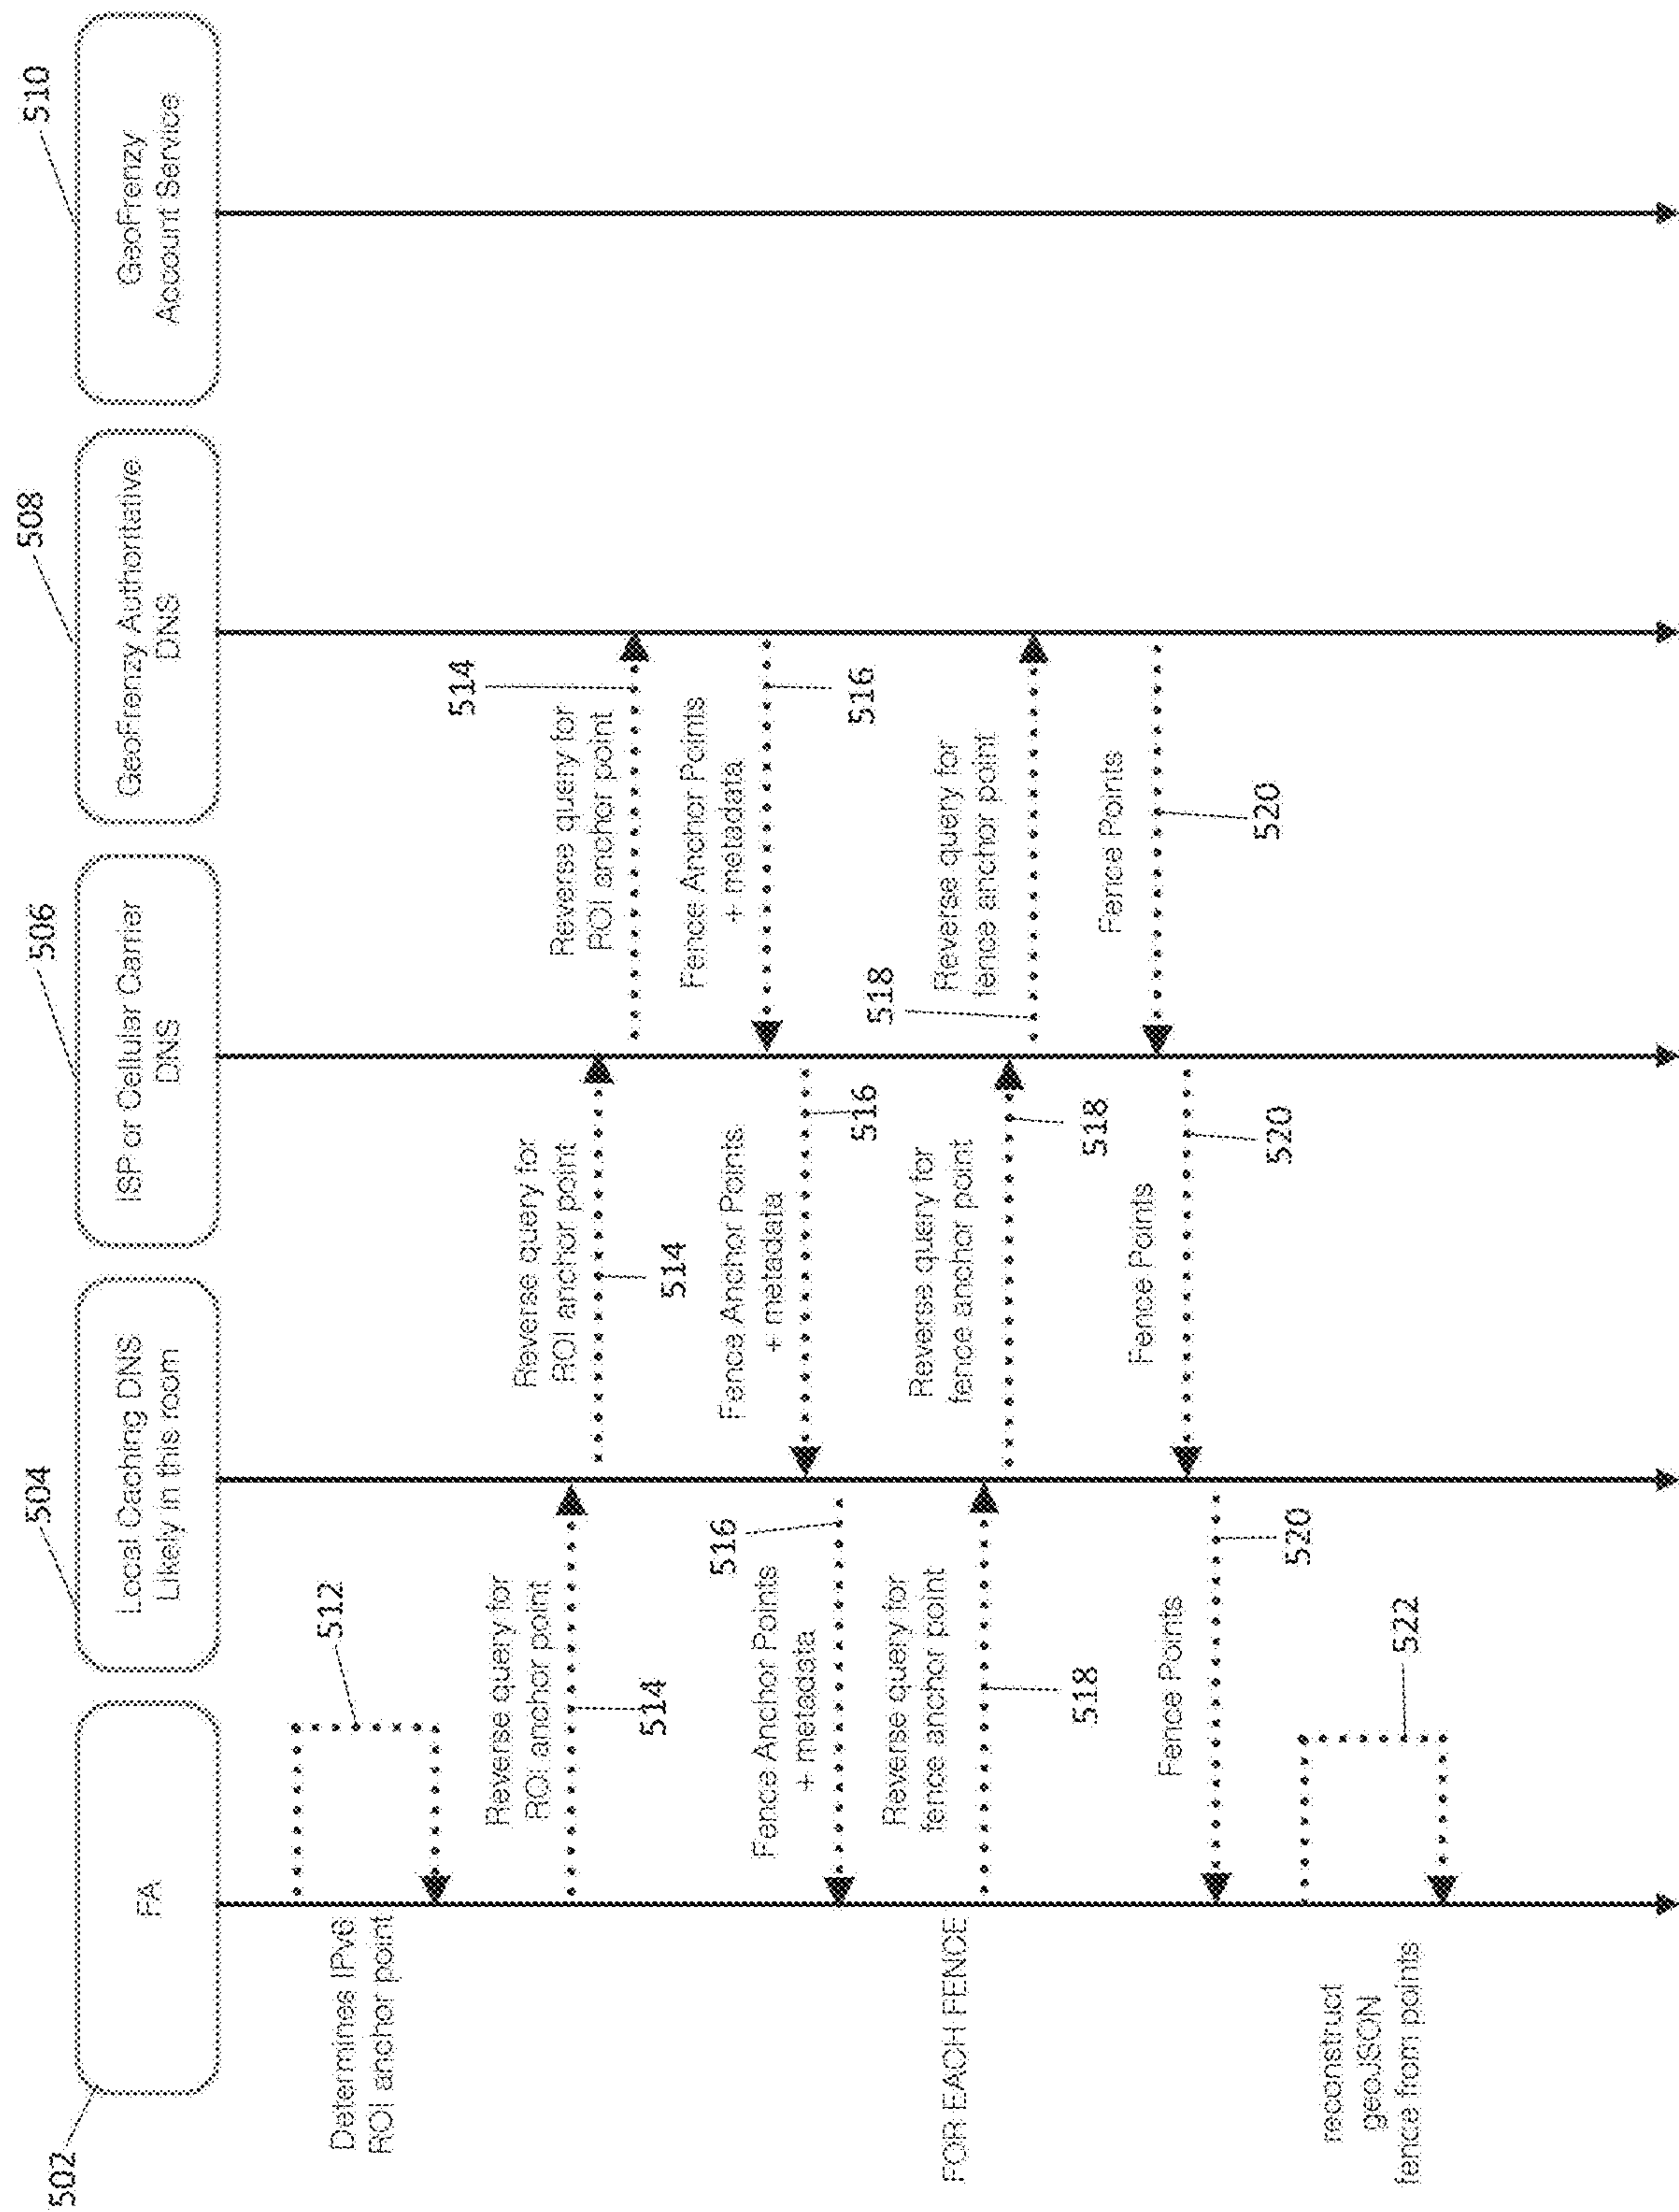 502
504
506
508
510
FA
Local Caching DNS
Likely in this room
ISP or Cellular Carrier
DNS
GeoFrenzy Authoritative
DNS
GeoFrenzy
Account Service
Determines IPv6
ROI anchor point
512
Reverse query for
ROI anchor point
514
Reverse query for
ROI anchor point
514
Reverse query for
ROI anchor point
514
Fence Anchor Points
+ metadata
516
Fence Anchor Points
+ metadata
516
Fence Anchor Points
+ metadata
516
FOR EACH FENCE
Reverse query for
fence anchor point
518
Reverse query for
fence anchor point
518
Reverse query for
fence anchor point
518
Fence Points
520
Fence Points
520
Fence Points
520
reconstruct
geoJSON
fence from points
522